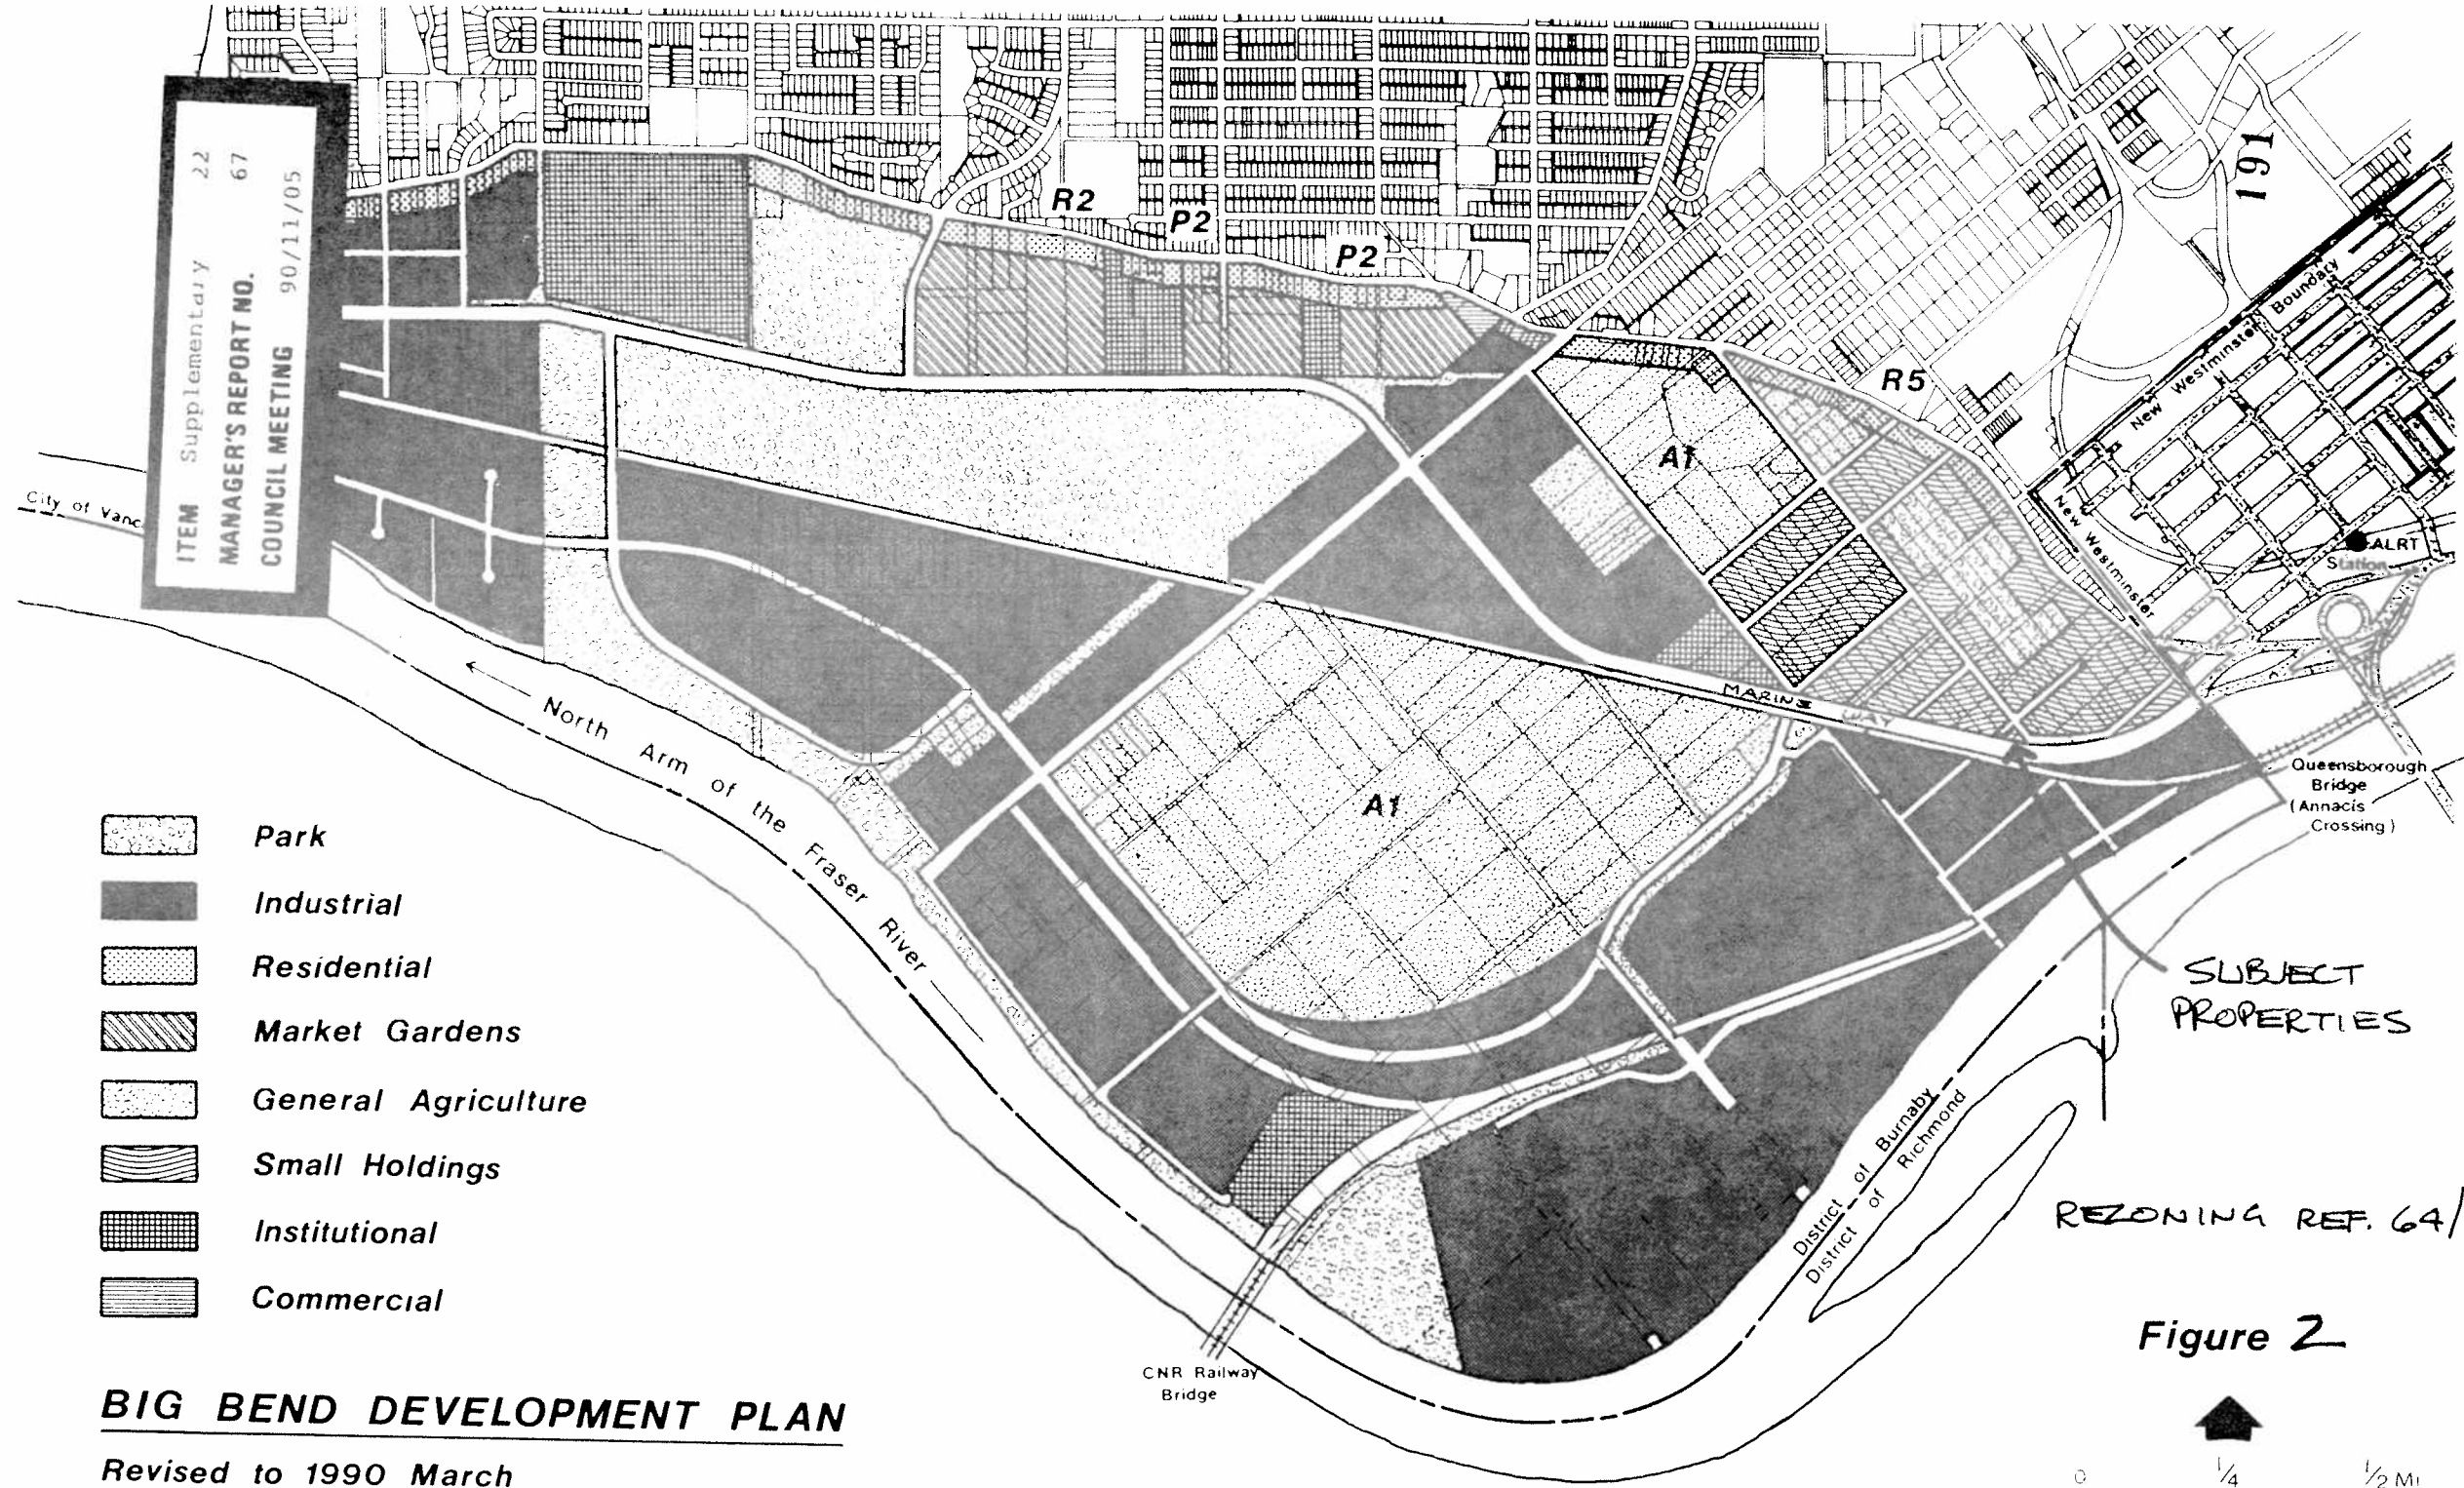 ITEM Supplementary 22
MANAGER'S REPORT NO. 67
COUNCIL MEETING 90/11/05
191
R2
P2
P2
R5
A1
A1
New Westminster Boundary
New Westminster
ALRT
Station
City of Vanc
MARINE
North Arm of the Fraser River
Queensborough
Bridge
(Annacis
Crossing)
Park
Industrial
Residential
Market Gardens
General Agriculture
Small Holdings
Institutional
Commercial
SUBJECT
PROPERTIES
District of Burnaby
District of Richmond
REZONING REF. 64/
CNR Railway
Bridge
Figure 2
BIG BEND DEVELOPMENT PLAN
Revised to 1990 March
0 1/4 1/2 MI